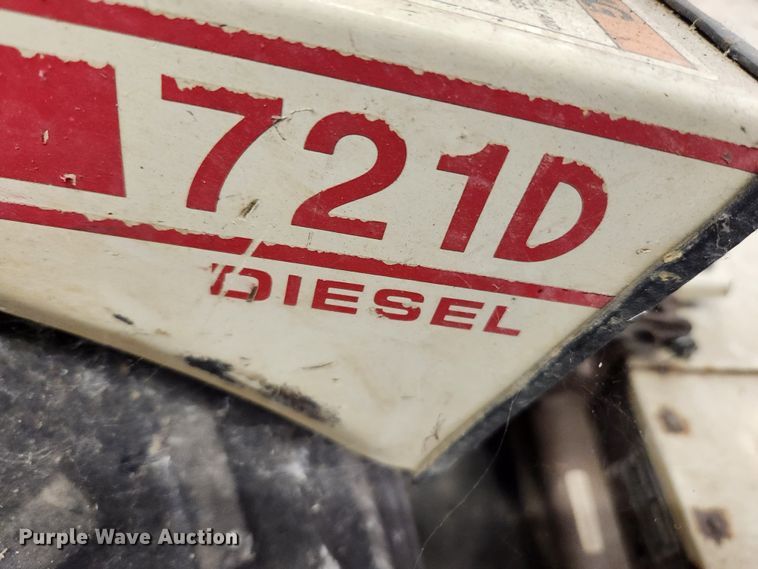 721D
DIESEL
Purple Wave Auction®